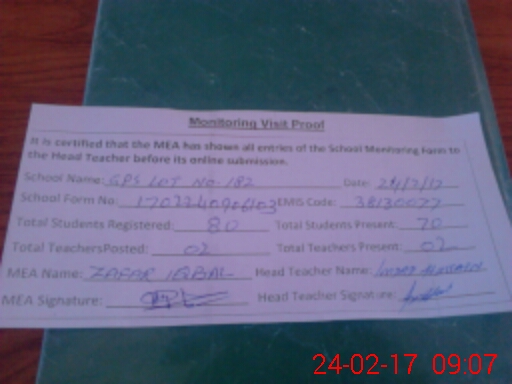 Monitoring Visit Proof
It is certified that the MEA has shown all entries of the School Monitoring Form to
the Head Teacher before its online submission.
School Name: GPS LOT No. 182 Date: 24/2/17
School Form No. EMIS Code: 38130027
Total Students Registered: 80 Total Students Present: 70
Total TeachersPosted: 02 Total Teachers Present: 02
MEA Name: ZAFAR IQBAL Head Teacher Name:
MEA Signature: Head Teacher Signature:
24-02-17 09:07